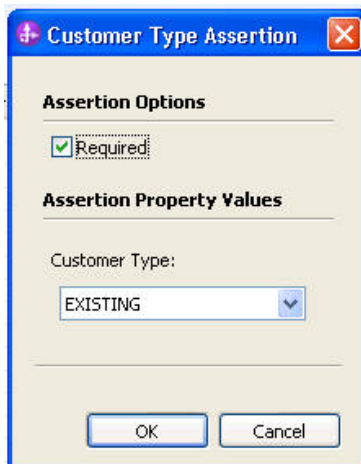 Customer Type Assertion
Assertion Options
Required
Assertion Property Values
Customer Type:
EXISTING
OK Cancel